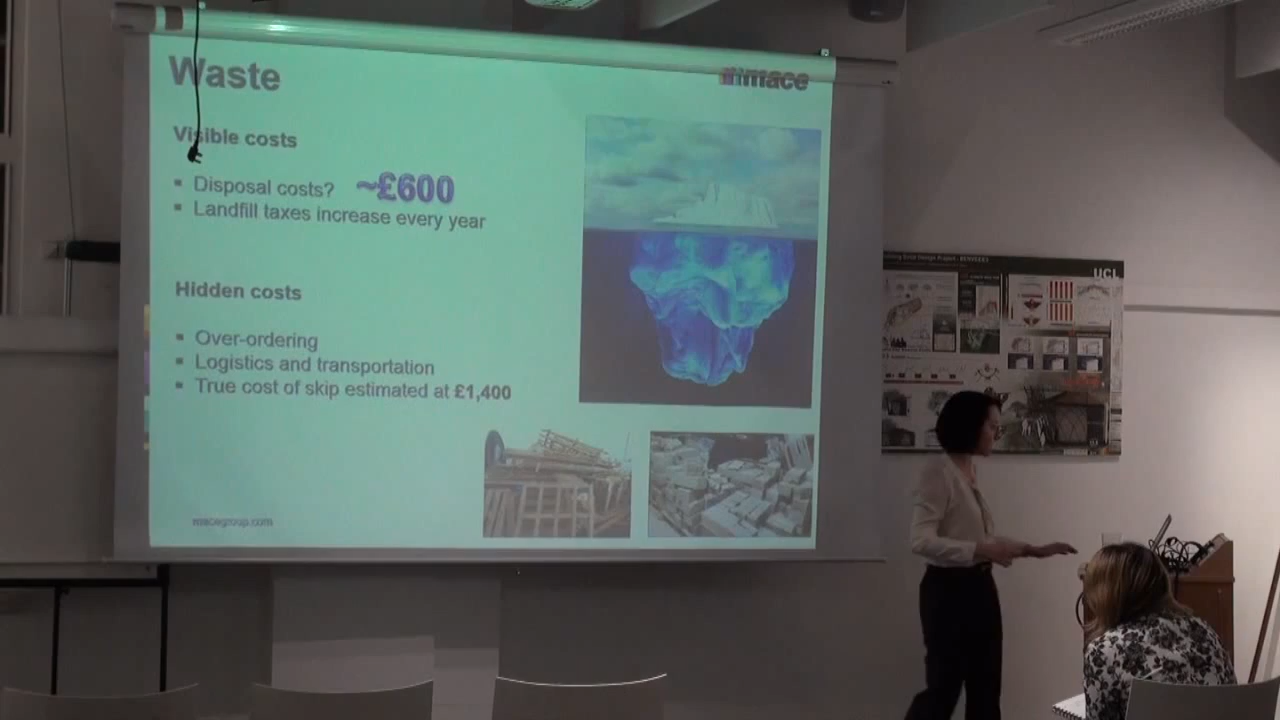 Waste
mace
Visible costs
Disposal costs? ~£600
Landfill taxes increase every year
Hidden costs
Over-ordering
Logistics and transportation
True cost of skip estimated at £1,400
macegroup.com
UCL